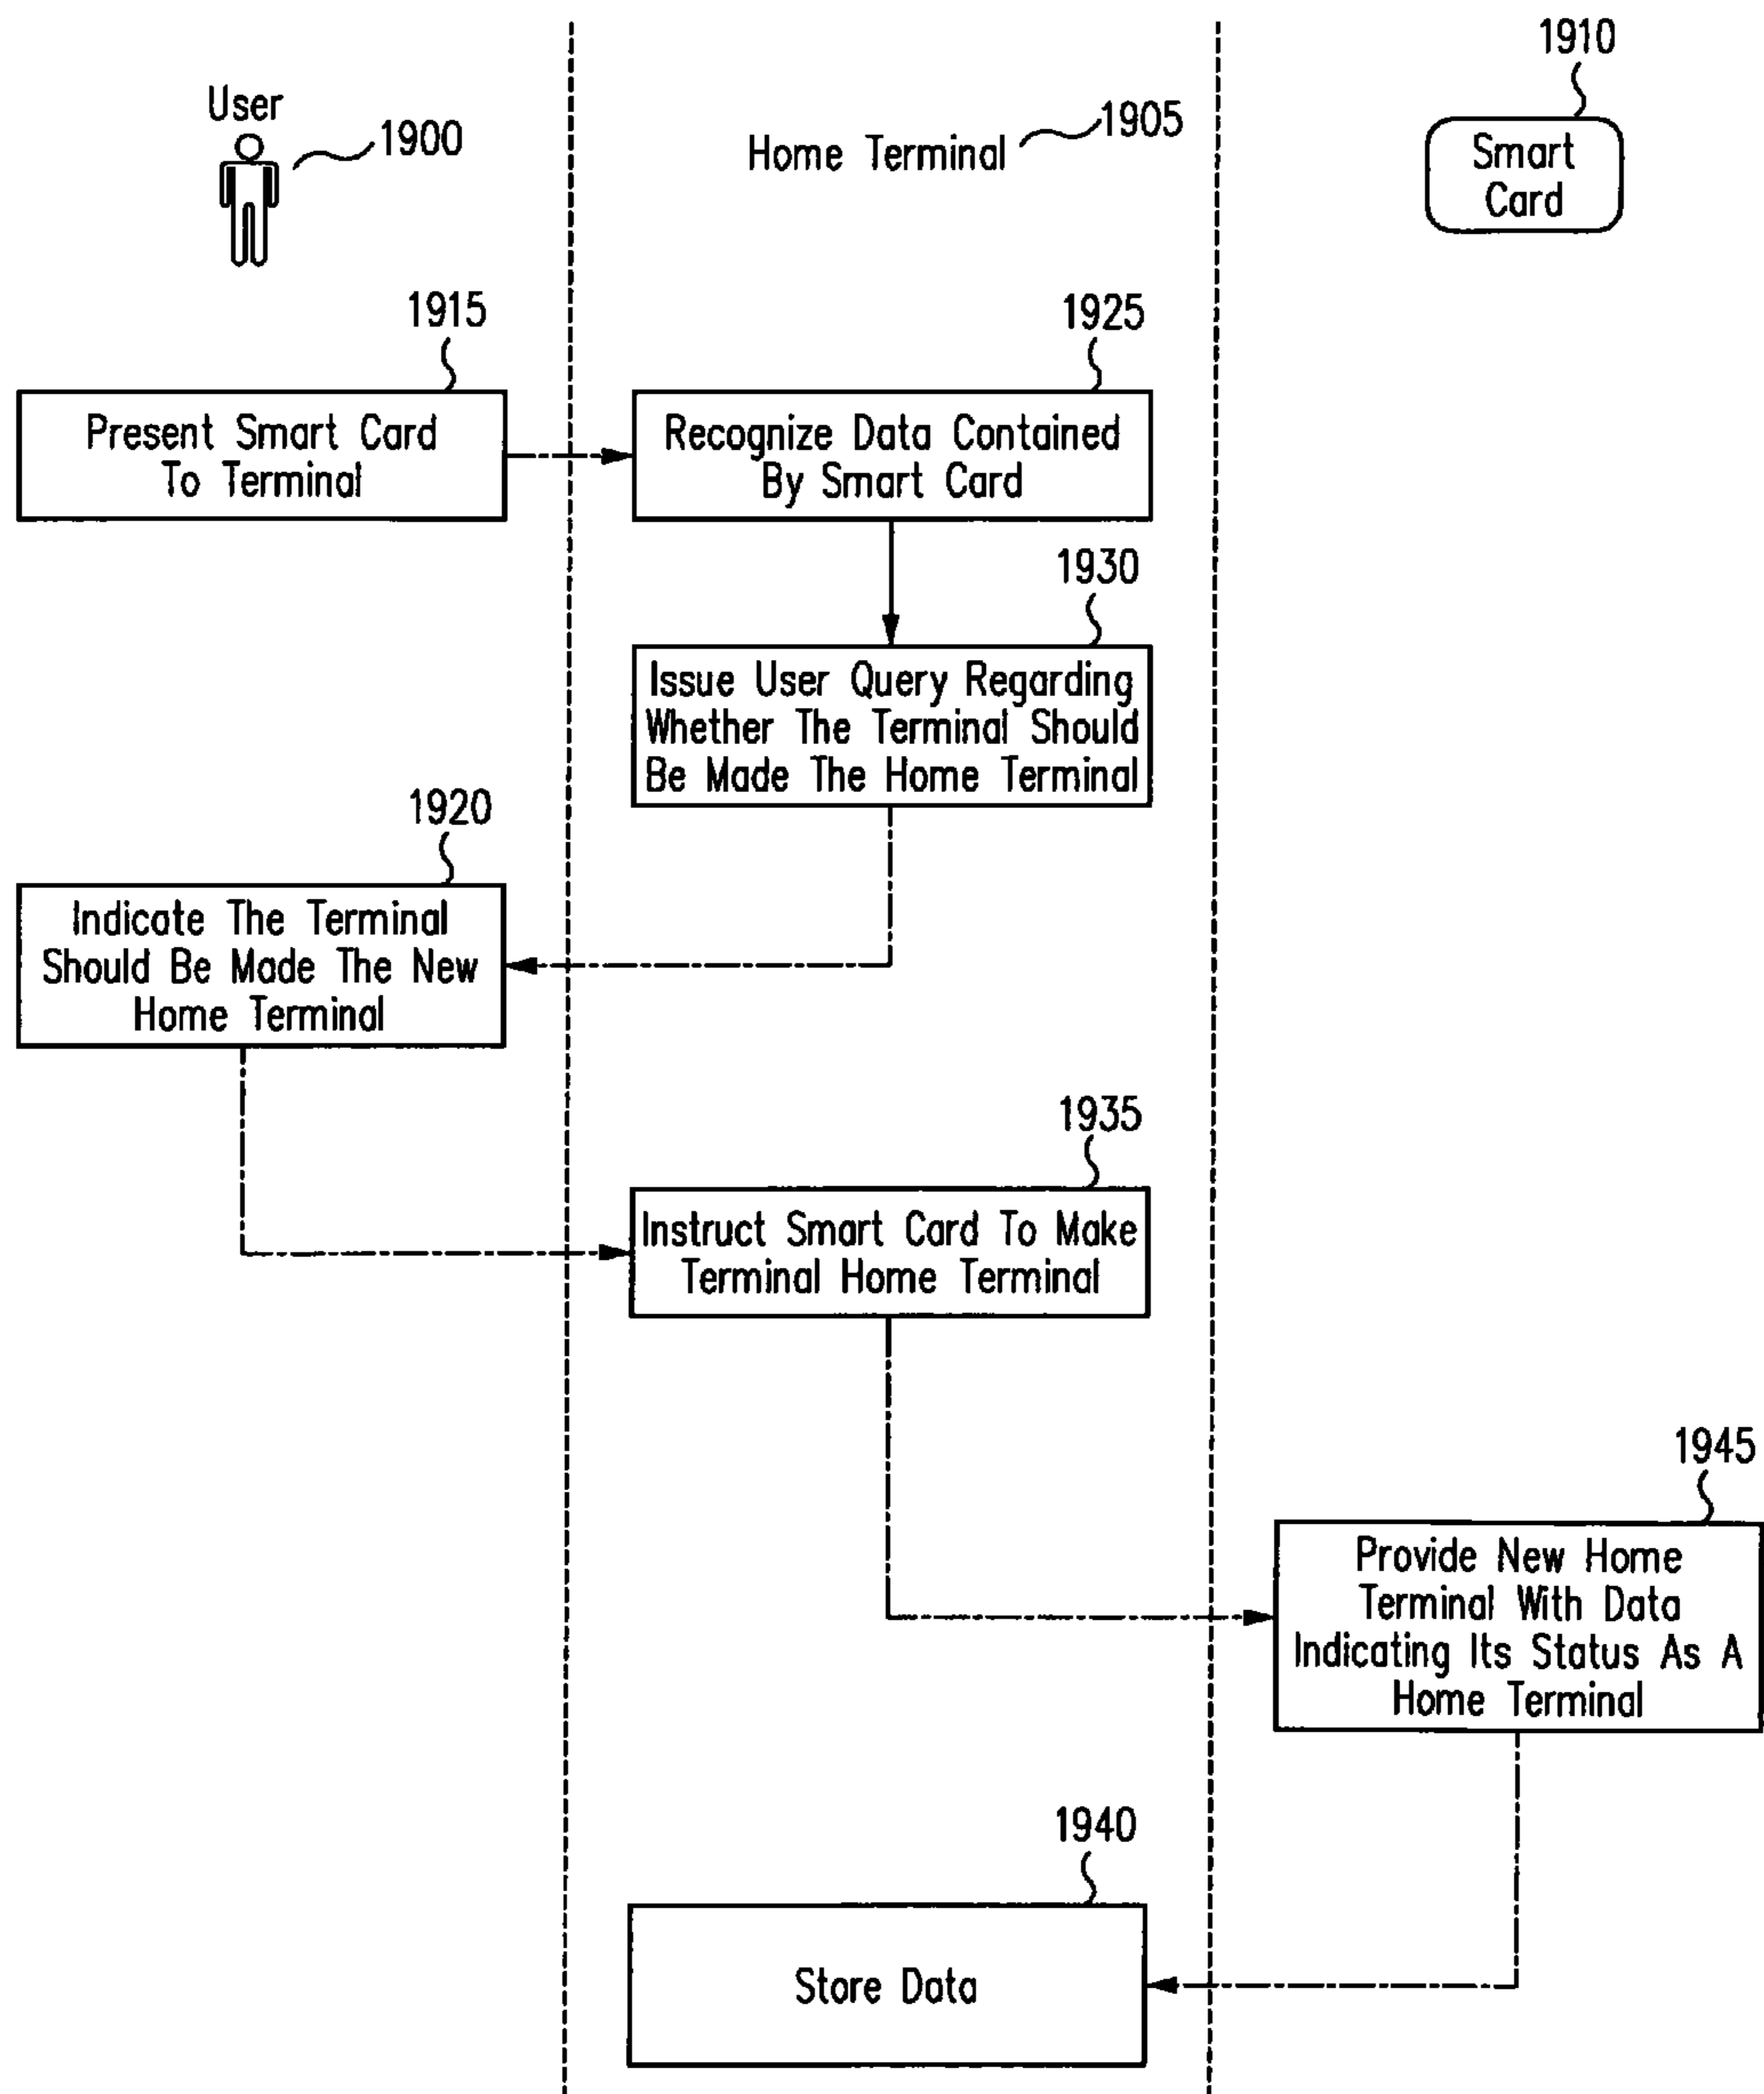 1910
User
1900
Home Terminal
1905
Smart
Card
1915
Present Smart Card
To Terminal
1925
Recognize Data Contained
By Smart Card
1930
Issue User Query Regarding
Whether The Terminal Should
Be Made The Home Terminal
1920
Indicate The Terminal
Should Be Made The New
Home Terminal
1935
Instruct Smart Card To Make
Terminal Home Terminal
1945
Provide New Home
Terminal With Data
Indicating Its Status As A
Home Terminal
1940
Store Data